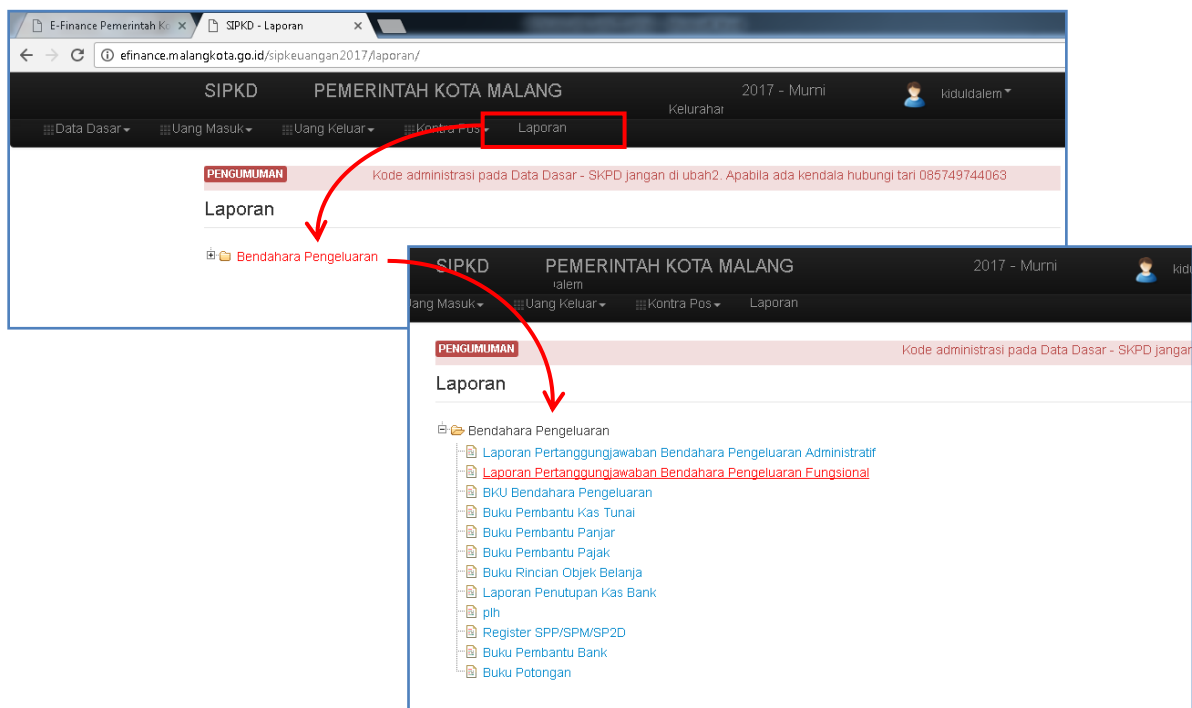 E-Finance Pemerintah Ko
SIPKD - Laporan
efinance.malangkota.go.id/sipkeuangan2017/laporan/
SIPKD PEMERINTAH KOTA MALANG 2017 - Murni kiduldalem
Kelurahan
Data Dasar Uang Masuk Uang Keluar Kontra Pos Laporan
PENGUMUMAN Kode administrasi pada Data Dasar - SKPD jangan di ubah2. Apabila ada kendala hubungi tari 085749744063
Laporan
Bendahara Pengeluaran
SIPKD PEMERINTAH KOTA MALANG 2017 - Murni kidu
alem
Uang Masuk Uang Keluar Kontra Pos Laporan
PENGUMUMAN Kode administrasi pada Data Dasar - SKPD jangan
Laporan
Bendahara Pengeluaran
Laporan Pertanggungjawaban Bendahara Pengeluaran Administratif
Laporan Pertanggungjawaban Bendahara Pengeluaran Fungsional
BKU Bendahara Pengeluaran
Buku Pembantu Kas Tunai
Buku Pembantu Panjar
Buku Pembantu Pajak
Buku Rincian Objek Belanja
Laporan Penutupan Kas Bank
plh
Register SPP/SPM/SP2D
Buku Pembantu Bank
Buku Potongan